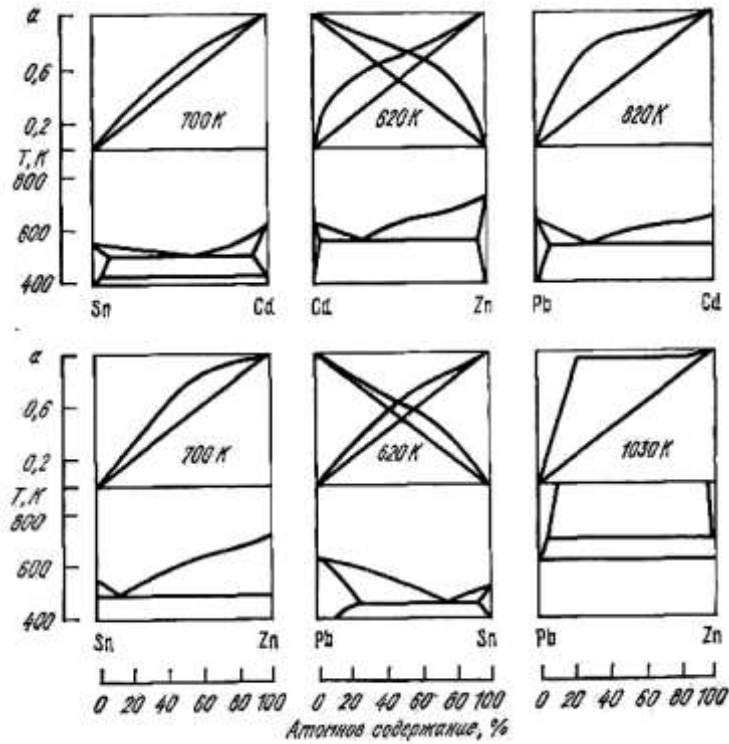 α
0,6
0,2
700 К
620 К
820 К
T, К
800
600
400
Sn Cd
Cd Zn
Pb Cd
α
0,6
0,2
700 К
620 К
1030 К
T, К
800
600
400
Sn Zn
Pb Sn
Pb Zn
0 20 40 60 80 100 0 20 40 60 80 100 0 20 40 60 80 100
Атомное содержание, %